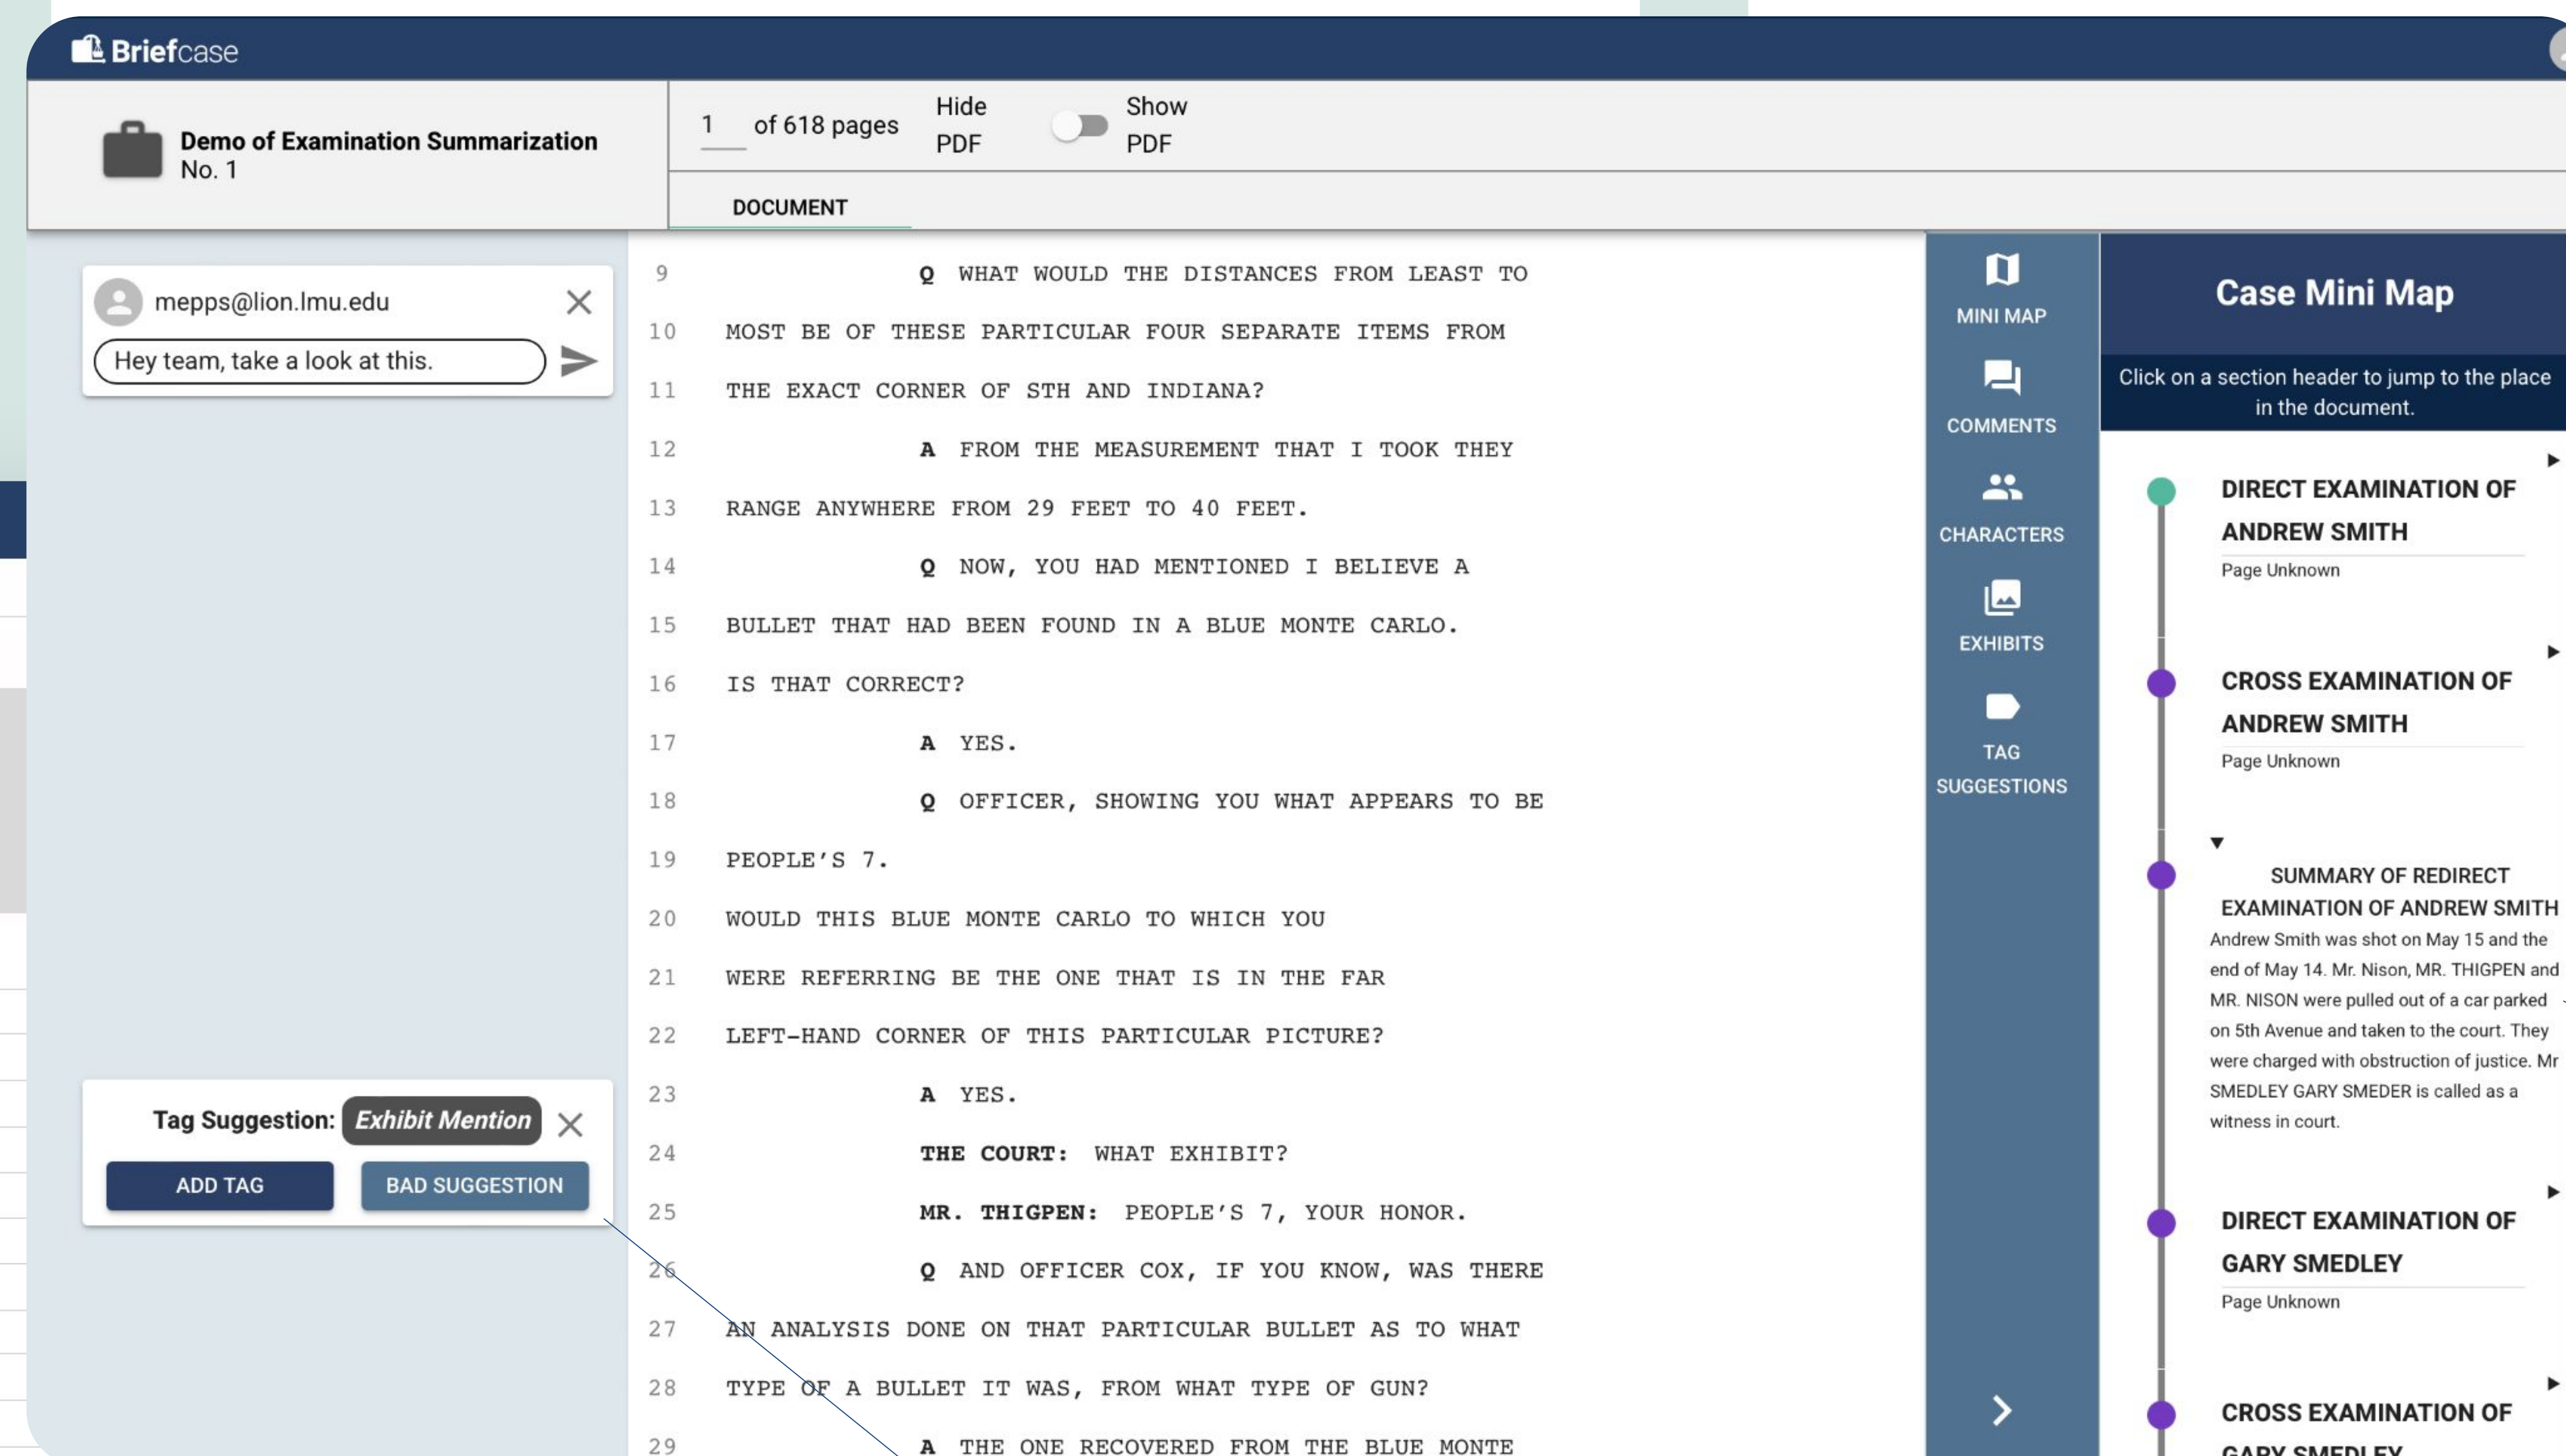 Briefcase
Demo of Examination Summarization
No. 1
1 of 618 pages
Hide
PDF
Show
PDF
DOCUMENT
mepps@lion.lmu.edu
Hey team, take a look at this.
Tag Suggestion: Exhibit Mention
ADD TAG BAD SUGGESTION
9 Q WHAT WOULD THE DISTANCES FROM LEAST TO
10 MOST BE OF THESE PARTICULAR FOUR SEPARATE ITEMS FROM
11 THE EXACT CORNER OF STH AND INDIANA?
12 A FROM THE MEASUREMENT THAT I TOOK THEY
13 RANGE ANYWHERE FROM 29 FEET TO 40 FEET.
14 Q NOW, YOU HAD MENTIONED I BELIEVE A
15 BULLET THAT HAD BEEN FOUND IN A BLUE MONTE CARLO.
16 IS THAT CORRECT?
17 A YES.
18 Q OFFICER, SHOWING YOU WHAT APPEARS TO BE
19 PEOPLE'S 7.
20 WOULD THIS BLUE MONTE CARLO TO WHICH YOU
21 WERE REFERRING BE THE ONE THAT IS IN THE FAR
22 LEFT-HAND CORNER OF THIS PARTICULAR PICTURE?
23 A YES.
24 THE COURT: WHAT EXHIBIT?
25 MR. THIGPEN: PEOPLE'S 7, YOUR HONOR.
26 Q AND OFFICER COX, IF YOU KNOW, WAS THERE
27 AN ANALYSIS DONE ON THAT PARTICULAR BULLET AS TO WHAT
28 TYPE OF A BULLET IT WAS, FROM WHAT TYPE OF GUN?
29 A THE ONE RECOVERED FROM THE BLUE MONTE
MINI MAP
COMMENTS
CHARACTERS
EXHIBITS
TAG
SUGGESTIONS
Case Mini Map
Click on a section header to jump to the place
in the document.
DIRECT EXAMINATION OF
ANDREW SMITH
Page Unknown
CROSS EXAMINATION OF
ANDREW SMITH
Page Unknown
SUMMARY OF REDIRECT
EXAMINATION OF ANDREW SMITH
Andrew Smith was shot on May 15 and the
end of May 14. Mr. Nison, MR. THIGPEN and
MR. NISON were pulled out of a car parked
on 5th Avenue and taken to the court. They
were charged with obstruction of justice. Mr
SMEDLEY GARY SMEDER is called as a
witness in court.
DIRECT EXAMINATION OF
GARY SMEDLEY
Page Unknown
CROSS EXAMINATION OF
GARY SMEDLEY